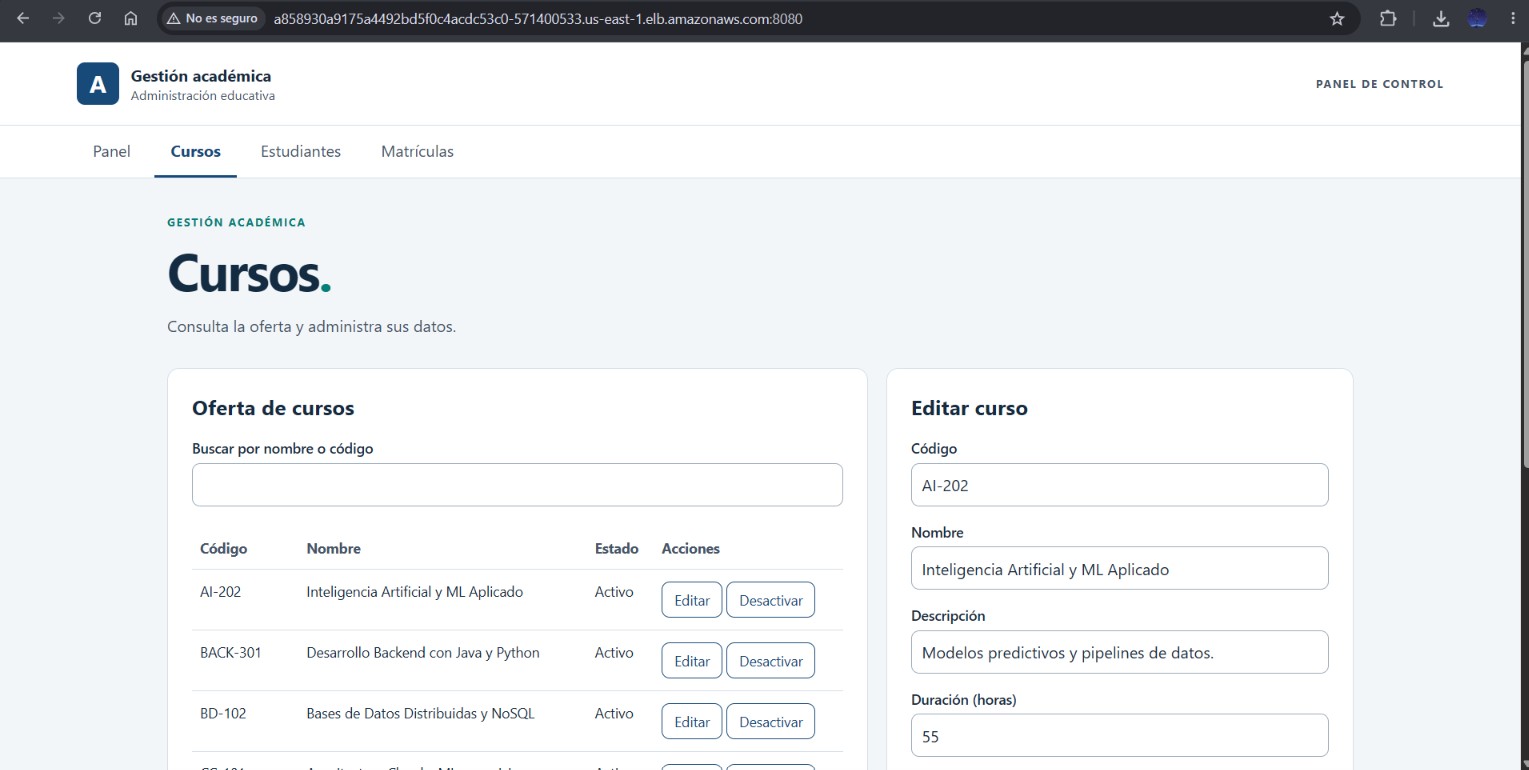 No es seguro
a858930a9175a4492bd5f0c4acdc53c0-571400533.us-east-1.elb.amazonaws.com:8080
A
Gestión académica
Administración educativa
PANEL DE CONTROL
Panel Cursos Estudiantes Matrículas
GESTIÓN ACADÉMICA
Cursos.
Consulta la oferta y administra sus datos.
Oferta de cursos
Buscar por nombre o código
Código Nombre Estado Acciones
AI-202 Inteligencia Artificial y ML Aplicado Activo Editar Desactivar
BACK-301 Desarrollo Backend con Java y Python Activo Editar Desactivar
BD-102 Bases de Datos Distribuidas y NoSQL Activo Editar Desactivar
Editar curso
Código
AI-202
Nombre
Inteligencia Artificial y ML Aplicado
Descripción
Modelos predictivos y pipelines de datos.
Duración (horas)
55